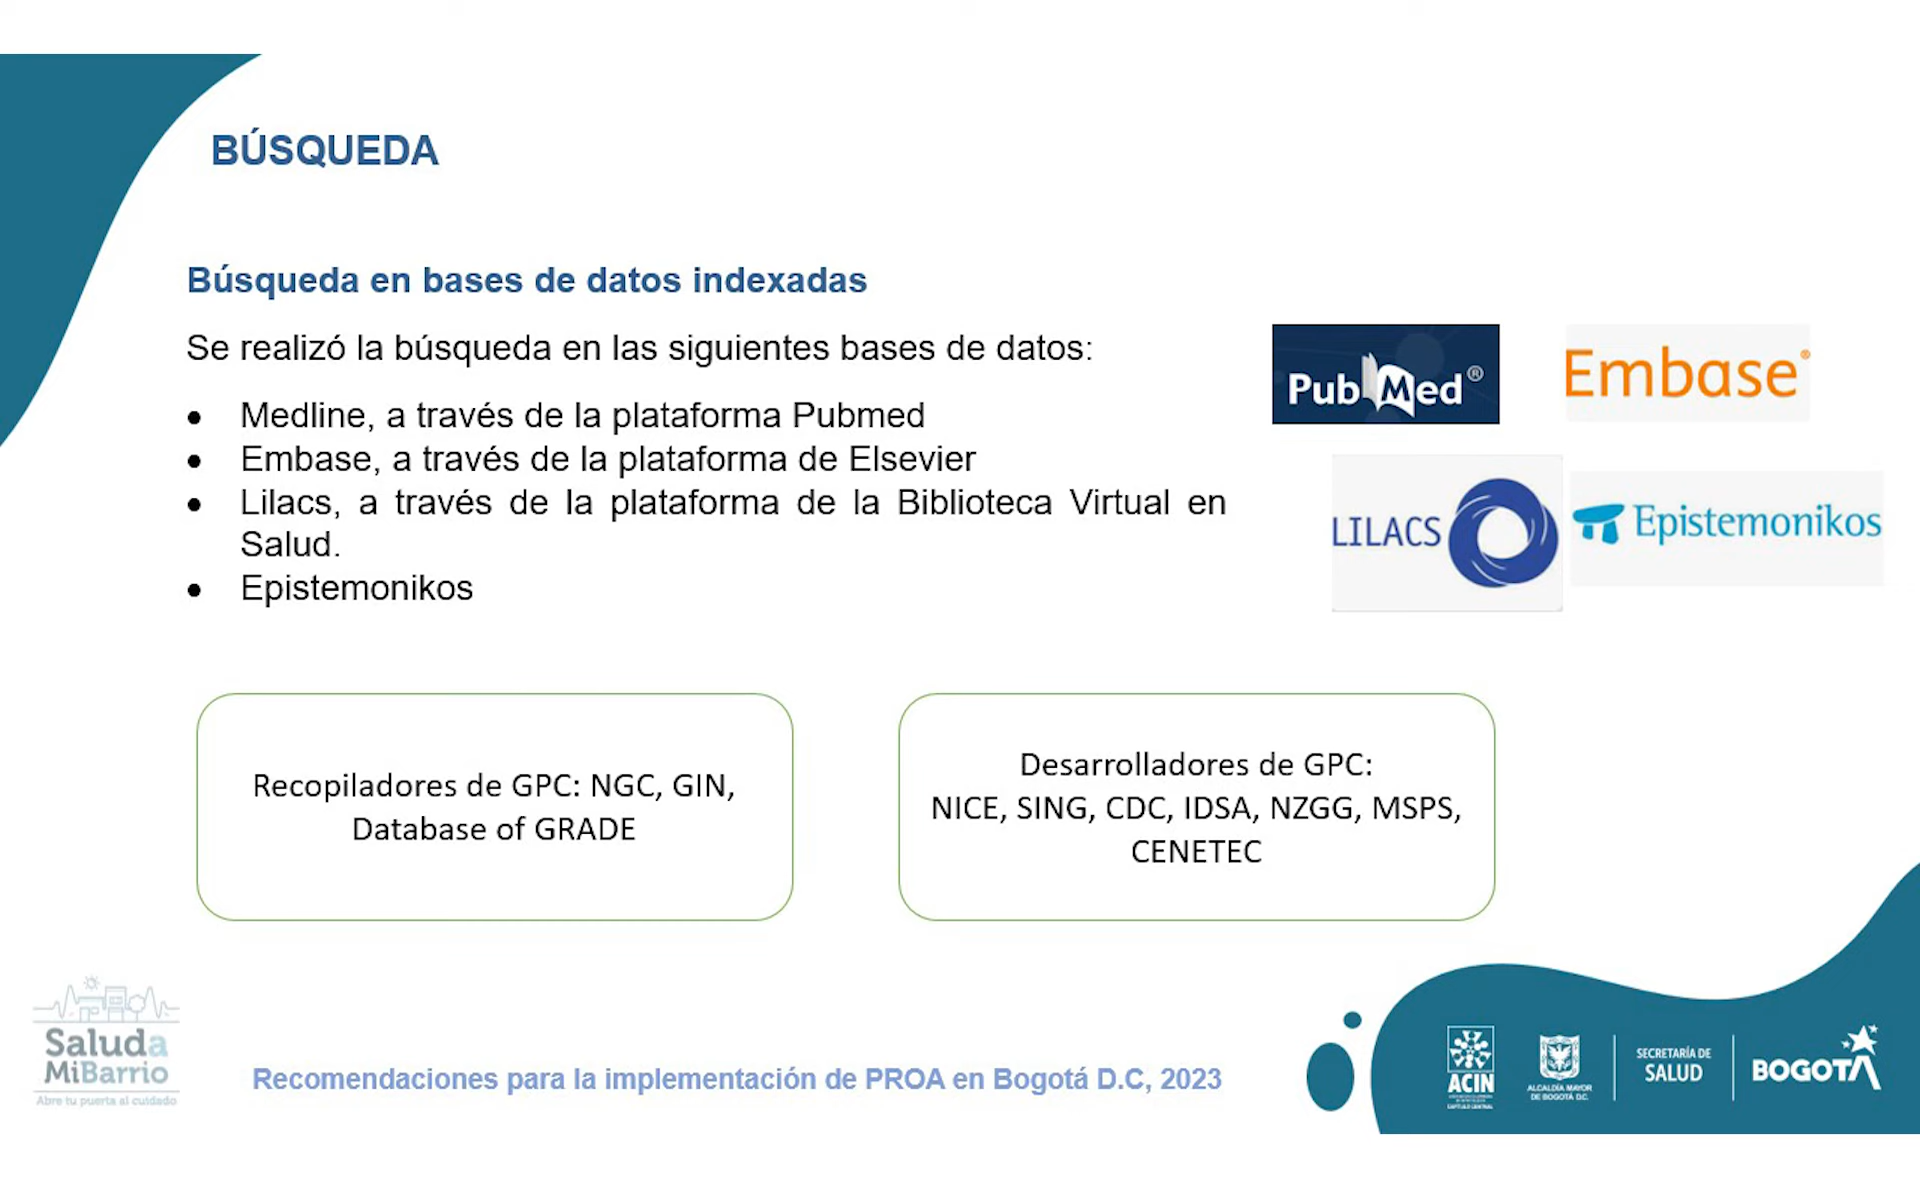 BÚSQUEDA
Búsqueda en bases de datos indexadas
Se realizó la búsqueda en las siguientes bases de datos:
• Medline, a través de la plataforma Pubmed
• Embase, a través de la plataforma de Elsevier
• Lilacs, a través de la plataforma de la Biblioteca Virtual en
Salud.
• Epistemonikos
PubMed®
Embase®
LILACS
Epistemonikos
Recopiladores de GPC: NGC, GIN,
Database of GRADE
Desarrolladores de GPC:
NICE, SING, CDC, IDSA, NZGG, MSPS,
CENETEC
Saluda
MiBarrio
Abre tu puerta al cuidado
Recomendaciones para la implementación de PROA en Bogotá D.C, 2023
ACIN
CAPÍTULO CENTRAL
ALCALDÍA MAYOR
DE BOGOTÁ D.C.
SECRETARÍA DE
SALUD
BOGOTÁ